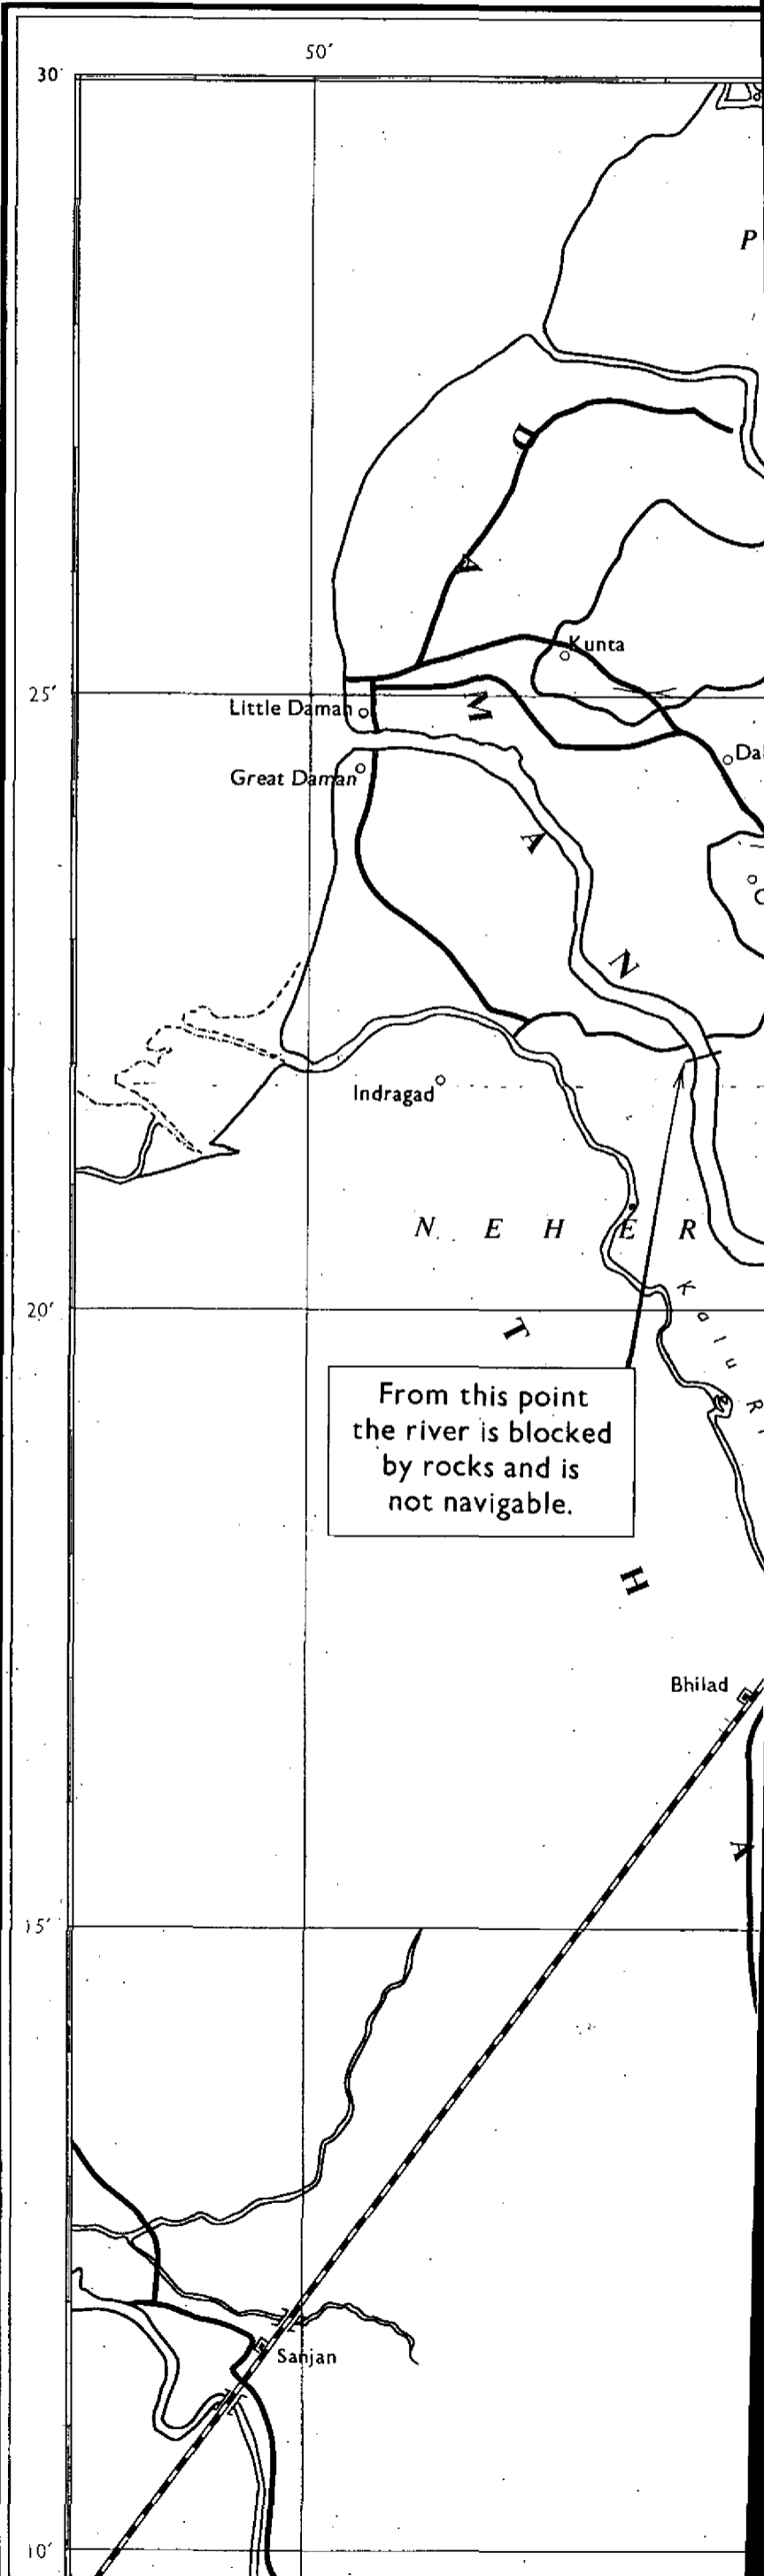 50'
30'
P
D
A
Kunta
25'
Little Daman
M
Great Daman
A
N
Indragad
N E H E R
20'
Kalu
T
From this point
the river is blocked
by rocks and is
not navigable.
H
Bhilad
A
15'
Sanjan
10'